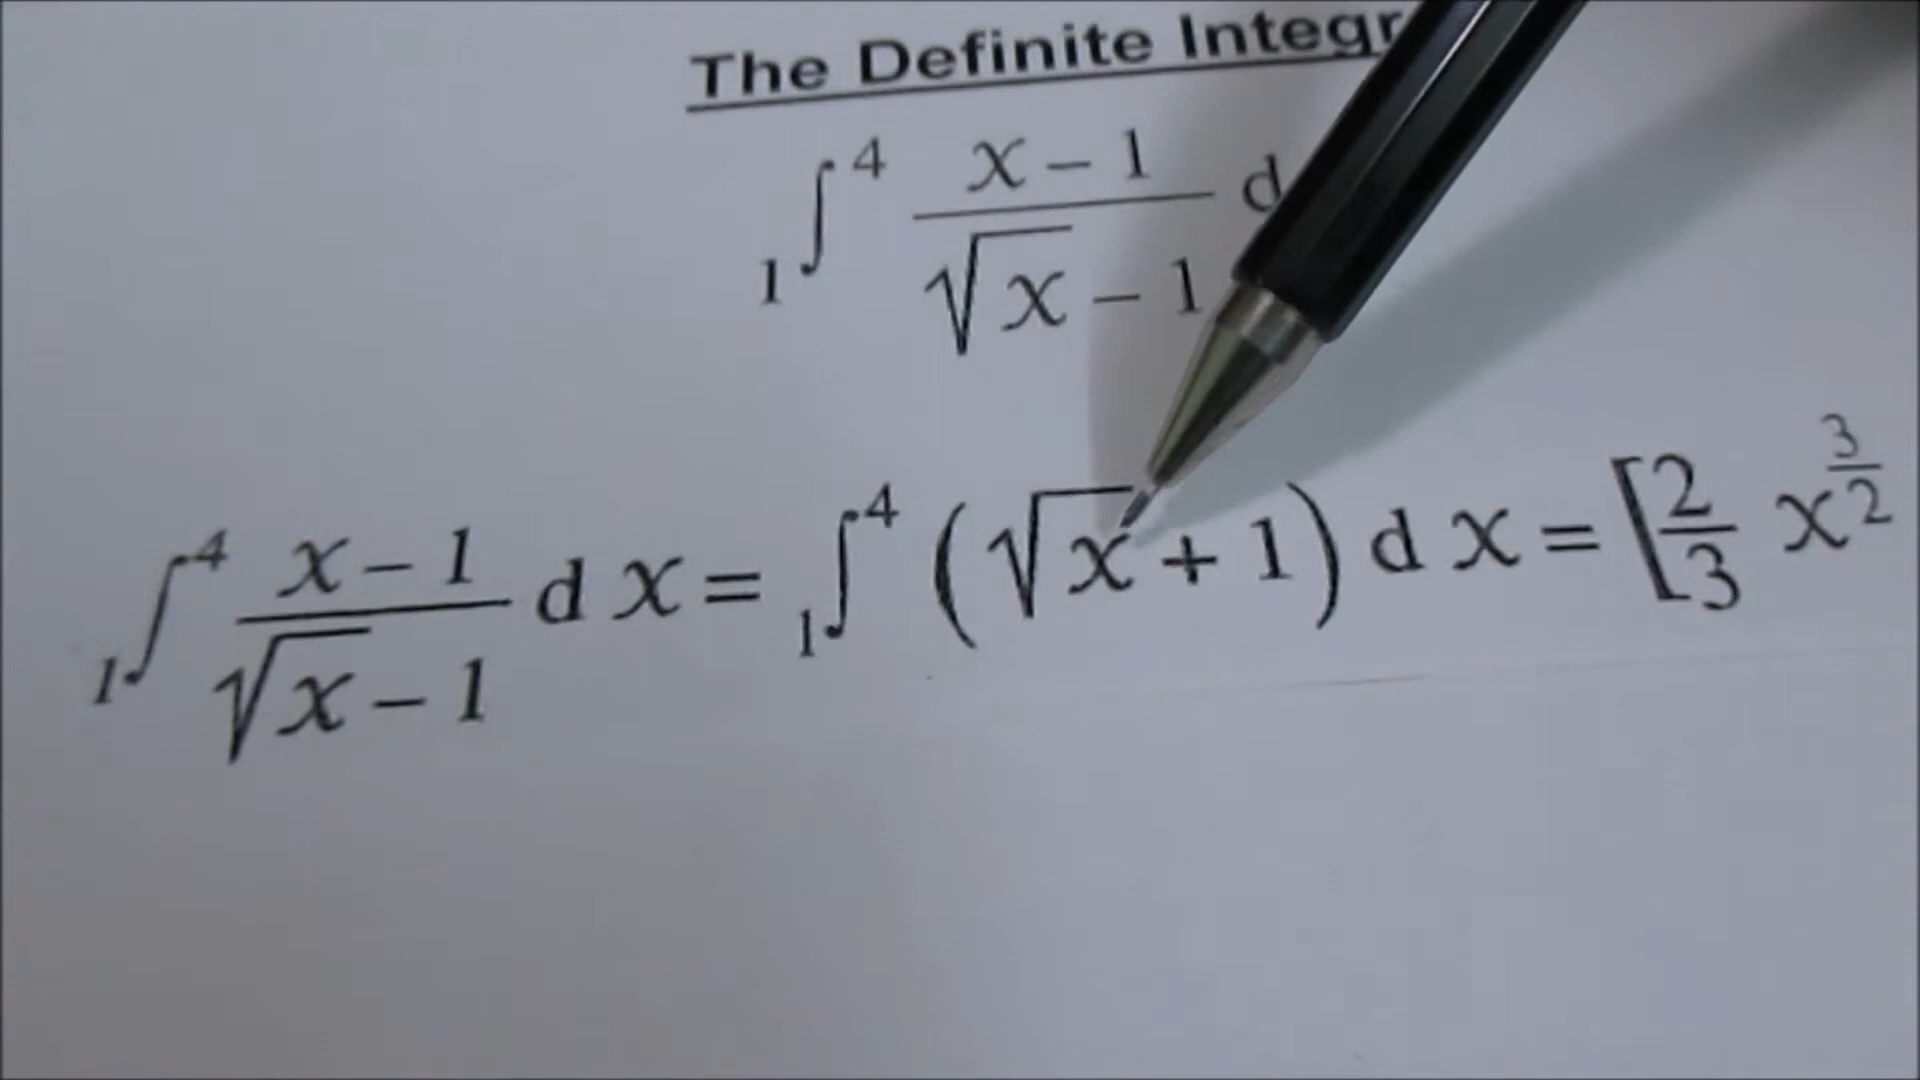 The Definite Integr
₁∫⁴ (x – 1)/(√x – 1) d
₁∫⁴ (x – 1)/(√x – 1) d x = ₁∫⁴ (√x + 1) d x = [2/3 x^(3/2)